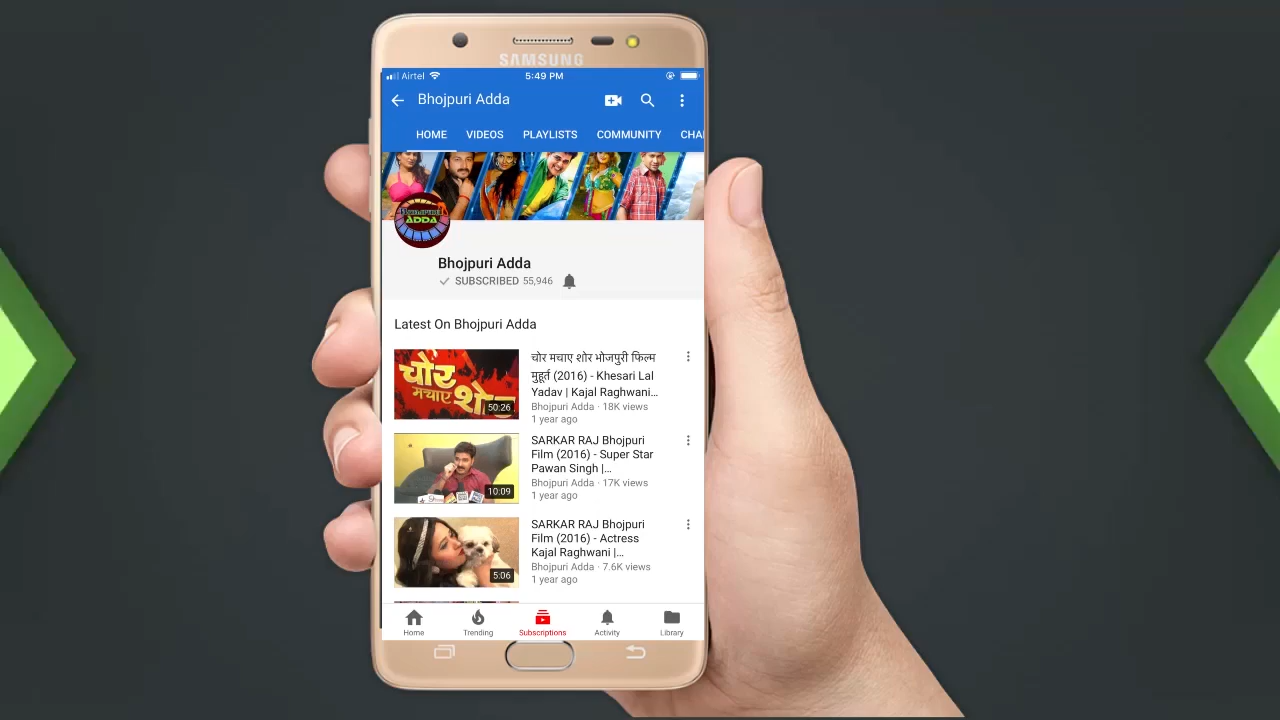 SAMSUNG
Airtel
5:49 PM
Bhojpuri Adda
HOME
VIDEOS
PLAYLISTS
COMMUNITY
CHA
BHOJPURI
ADDA
Bhojpuri Adda
SUBSCRIBED 55,946
Latest On Bhojpuri Adda
चोर
मचाए शोर
50:26
चोर मचाए शोर भोजपुरी फिल्म
मुहूर्त (2016) - Khesari Lal
Yadav | Kajal Raghwani…
Bhojpuri Adda · 18K views
1 year ago
10:09
SARKAR RAJ Bhojpuri
Film (2016) - Super Star
Pawan Singh |…
Bhojpuri Adda · 17K views
1 year ago
5:06
SARKAR RAJ Bhojpuri
Film (2016) - Actress
Kajal Raghwani |…
Bhojpuri Adda · 7.6K views
1 year ago
Home
Trending
Subscriptions
Activity
Library